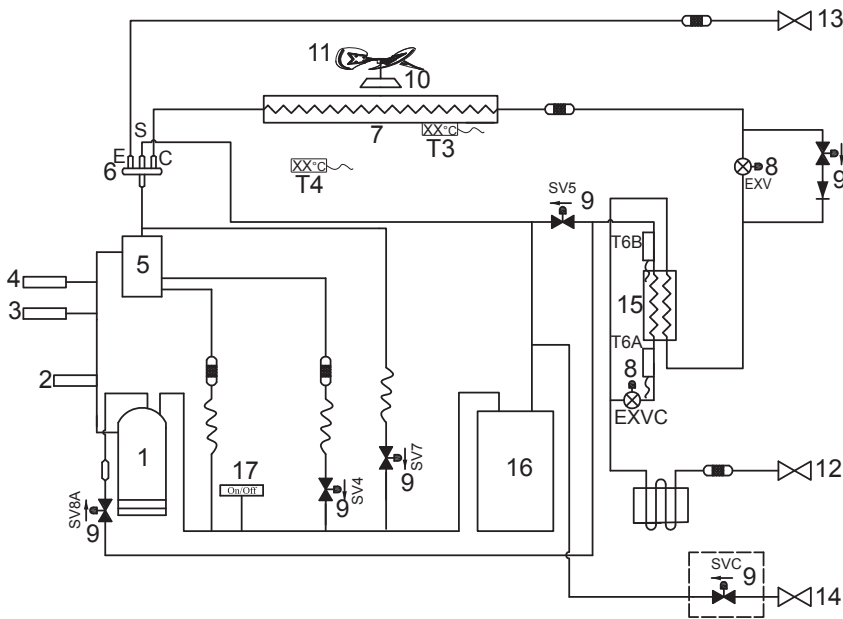 13
11
10
7
XX°C
T3
S
E
C
6
XX°C
T4
8
EXV
9
SV5
9
T6B
5
4
3
15
T6A
8
2
EXVC
1
17
On/Off
16
SV7
9
SV4
9
12
SV8A
9
SVC
9
14